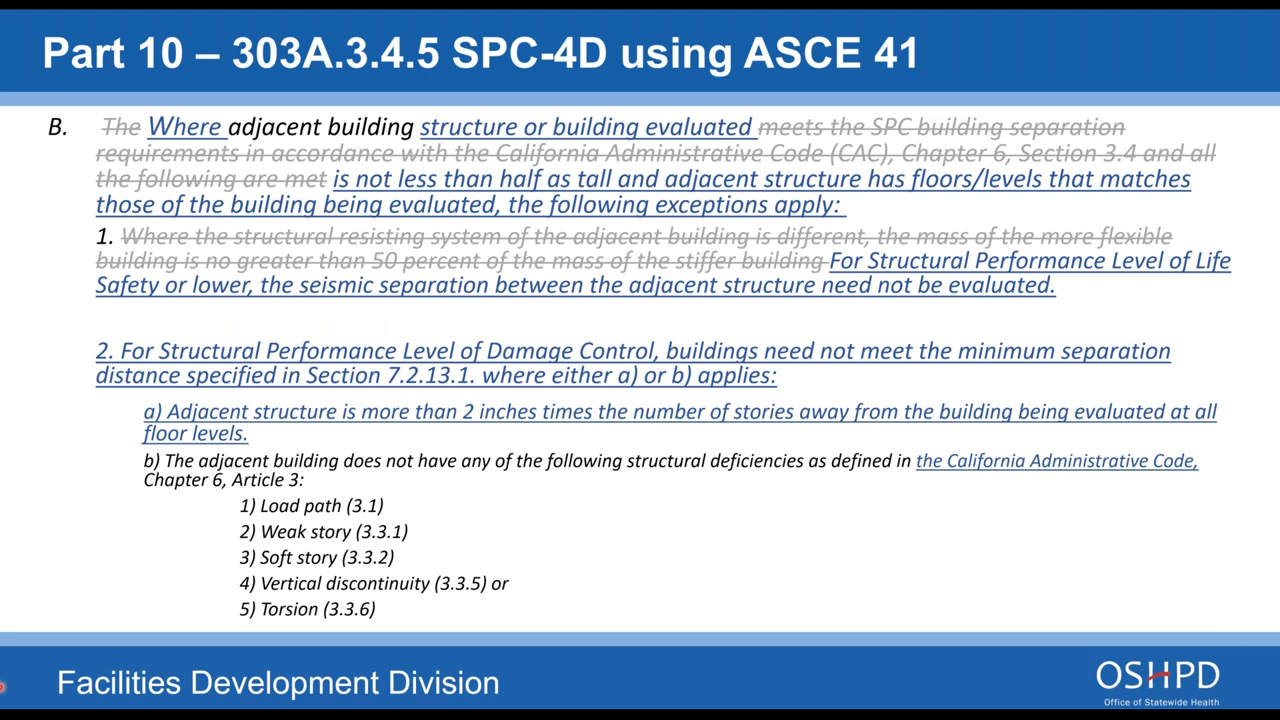 Part 10 – 303A.3.4.5 SPC-4D using ASCE 41
B. The Where adjacent building structure or building evaluated meets the SPC building separation
requirements in accordance with the California Administrative Code (CAC), Chapter 6, Section 3.4 and all
the following are met is not less than half as tall and adjacent structure has floors/levels that matches
those of the building being evaluated, the following exceptions apply:
1. Where the structural resisting system of the adjacent building is different, the mass of the more flexible
building is no greater than 50 percent of the mass of the stiffer building For Structural Performance Level of Life
Safety or lower, the seismic separation between the adjacent structure need not be evaluated.
2. For Structural Performance Level of Damage Control, buildings need not meet the minimum separation
distance specified in Section 7.2.13.1. where either a) or b) applies:
a) Adjacent structure is more than 2 inches times the number of stories away from the building being evaluated at all
floor levels.
b) The adjacent building does not have any of the following structural deficiencies as defined in the California Administrative Code,
Chapter 6, Article 3:
1) Load path (3.1)
2) Weak story (3.3.1)
3) Soft story (3.3.2)
4) Vertical discontinuity (3.3.5) or
5) Torsion (3.3.6)
Facilities Development Division
OSHPD
Office of Statewide Health